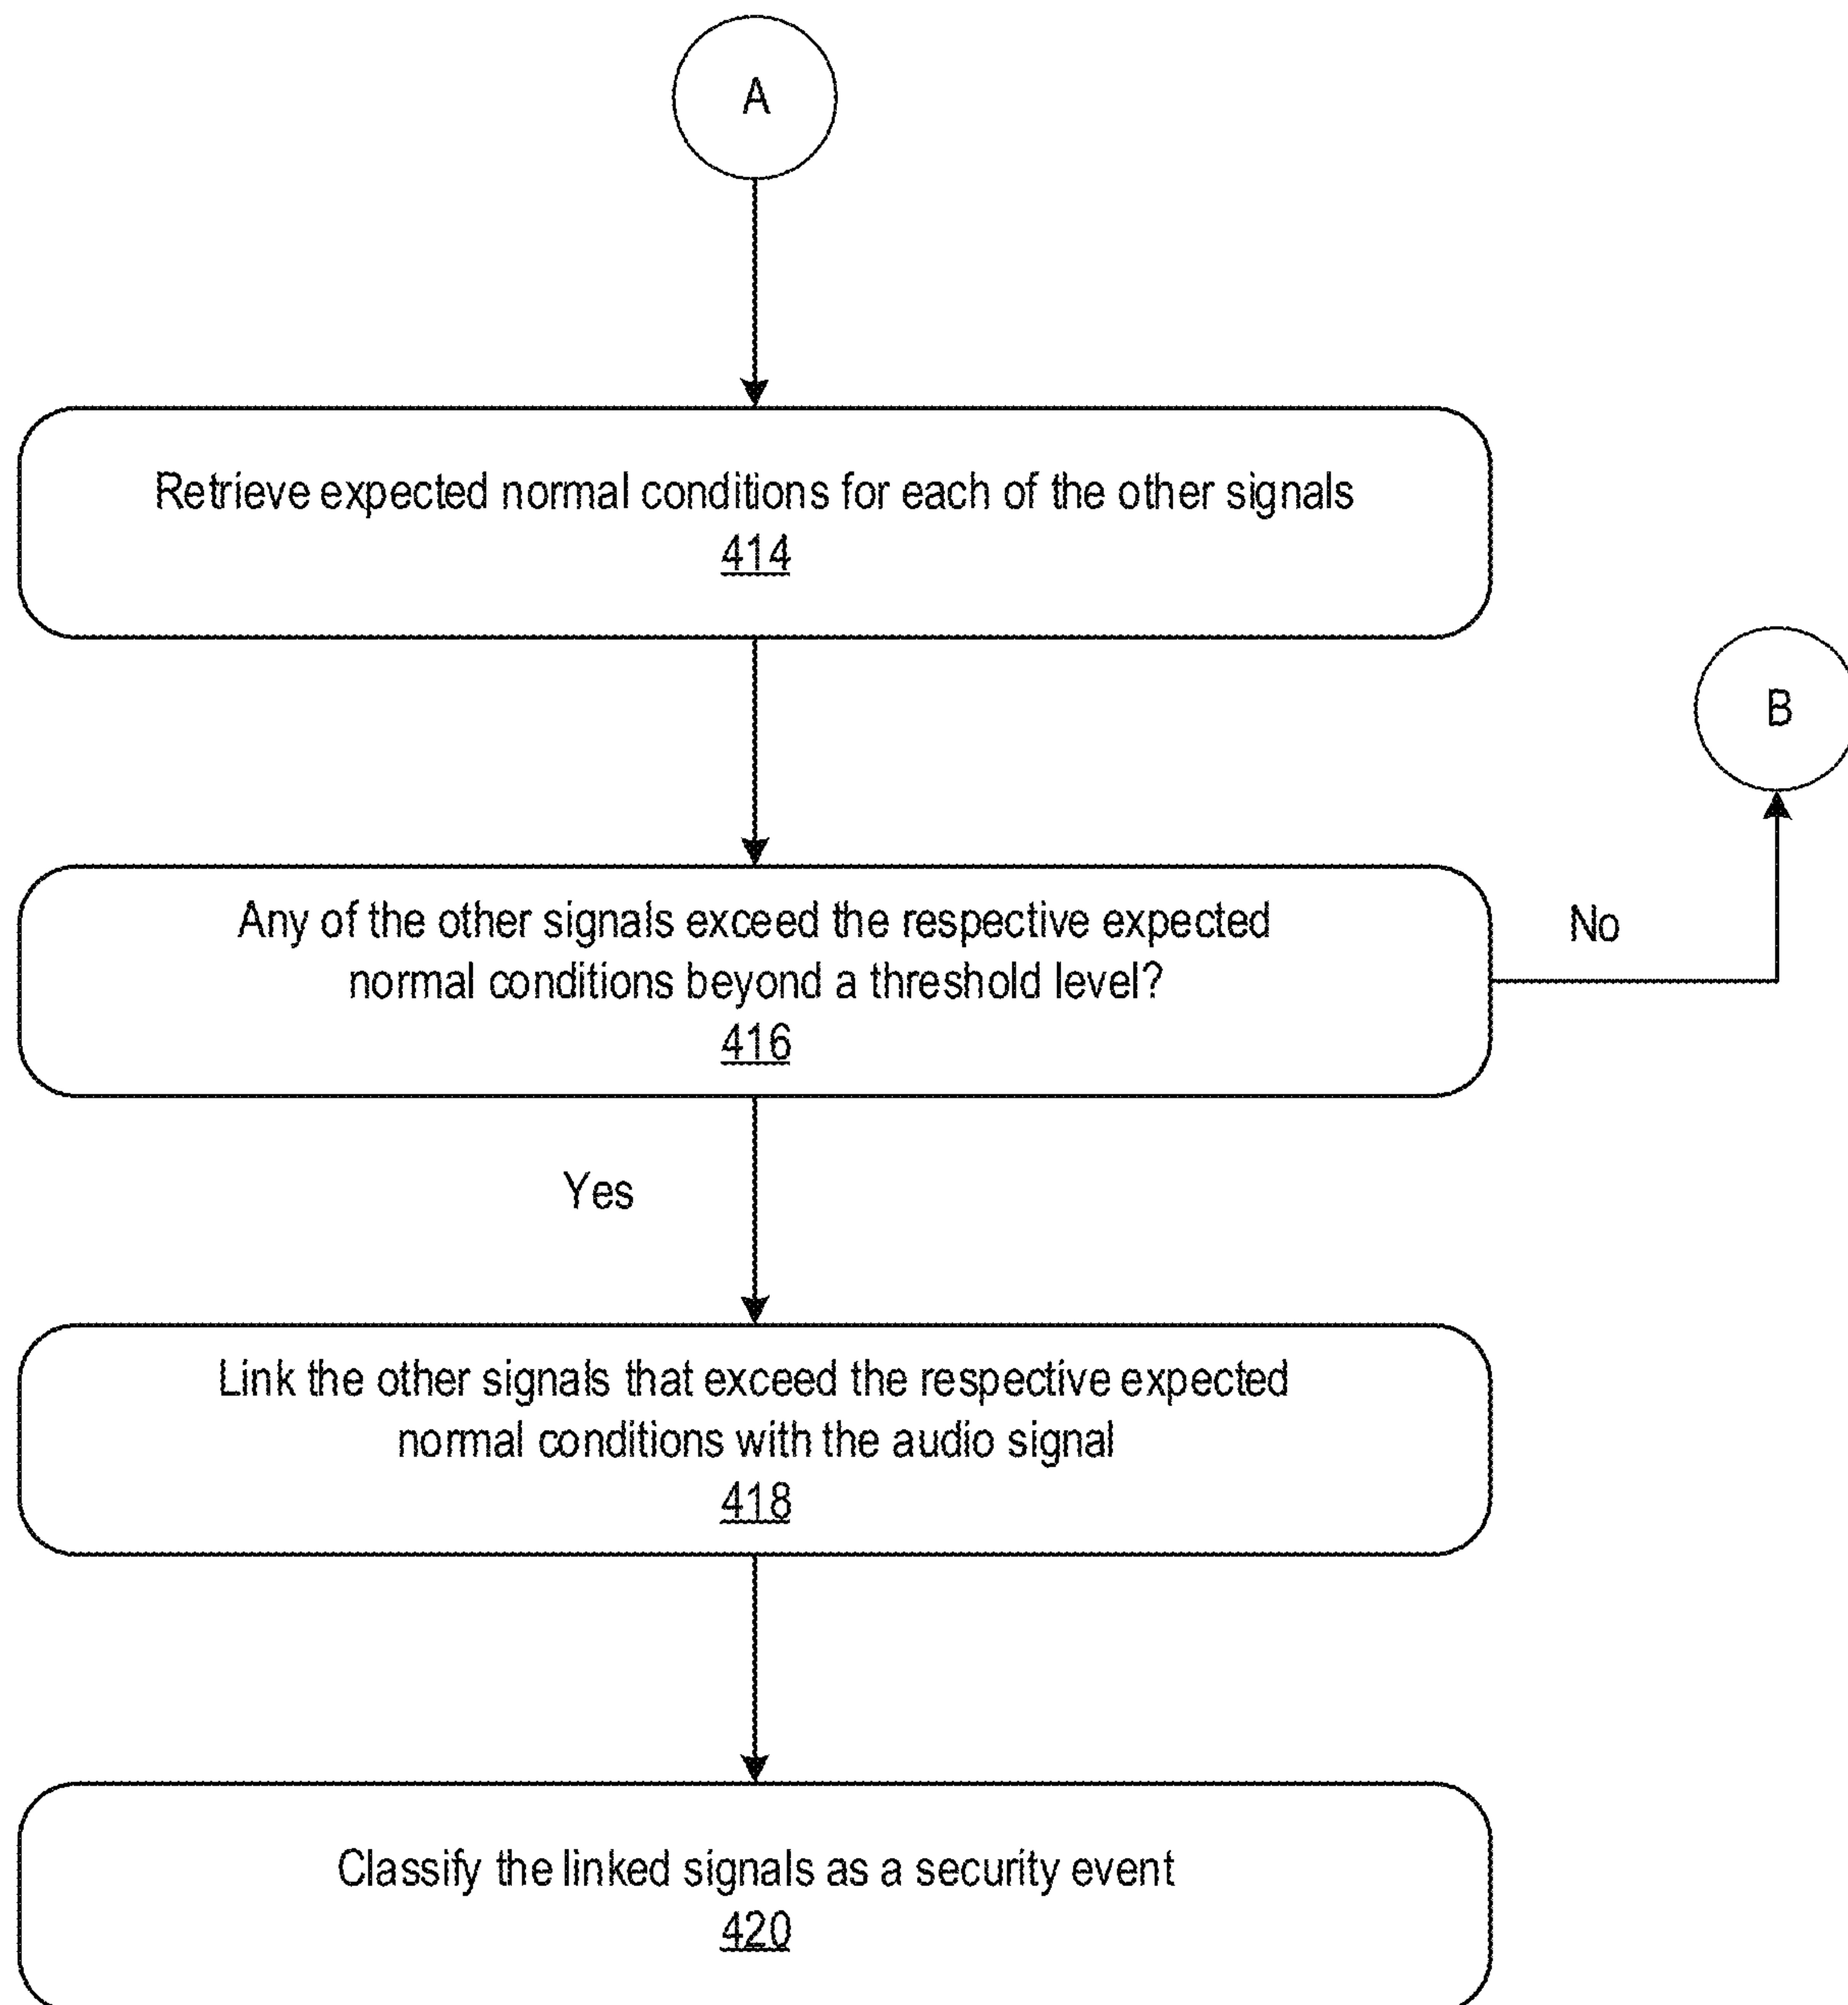 A
Retrieve expected normal conditions for each of the other signals
414
B
Any of the other signals exceed the respective expected
normal conditions beyond a threshold level?
416
No
Yes
Link the other signals that exceed the respective expected
normal conditions with the audio signal
418
Classify the linked signals as a security event
420